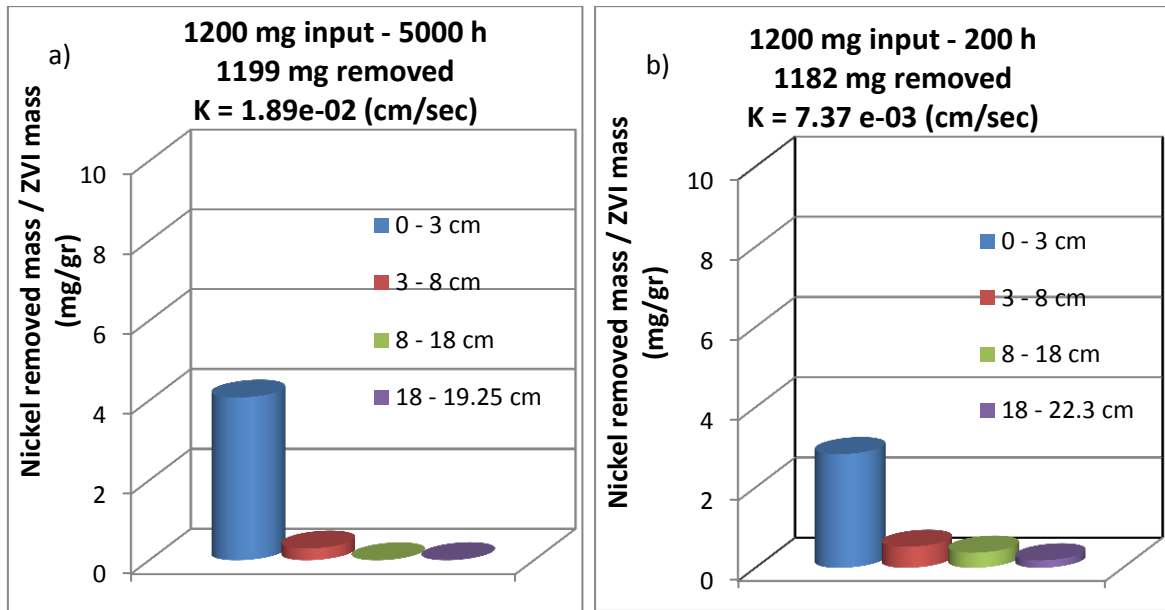 a)
1200 mg input - 5000 h
1199 mg removed
K = 1.89e-02 (cm/sec)
Nickel removed mass / ZVI mass
(mg/gr)
10
8
6
4
2
0
0 - 3 cm
3 - 8 cm
8 - 18 cm
18 - 19.25 cm
b)
1200 mg input - 200 h
1182 mg removed
K = 7.37 e-03 (cm/sec)
Nickel removed mass / ZVI mass
(mg/gr)
10
8
6
4
2
0
0 - 3 cm
3 - 8 cm
8 - 18 cm
18 - 22.3 cm